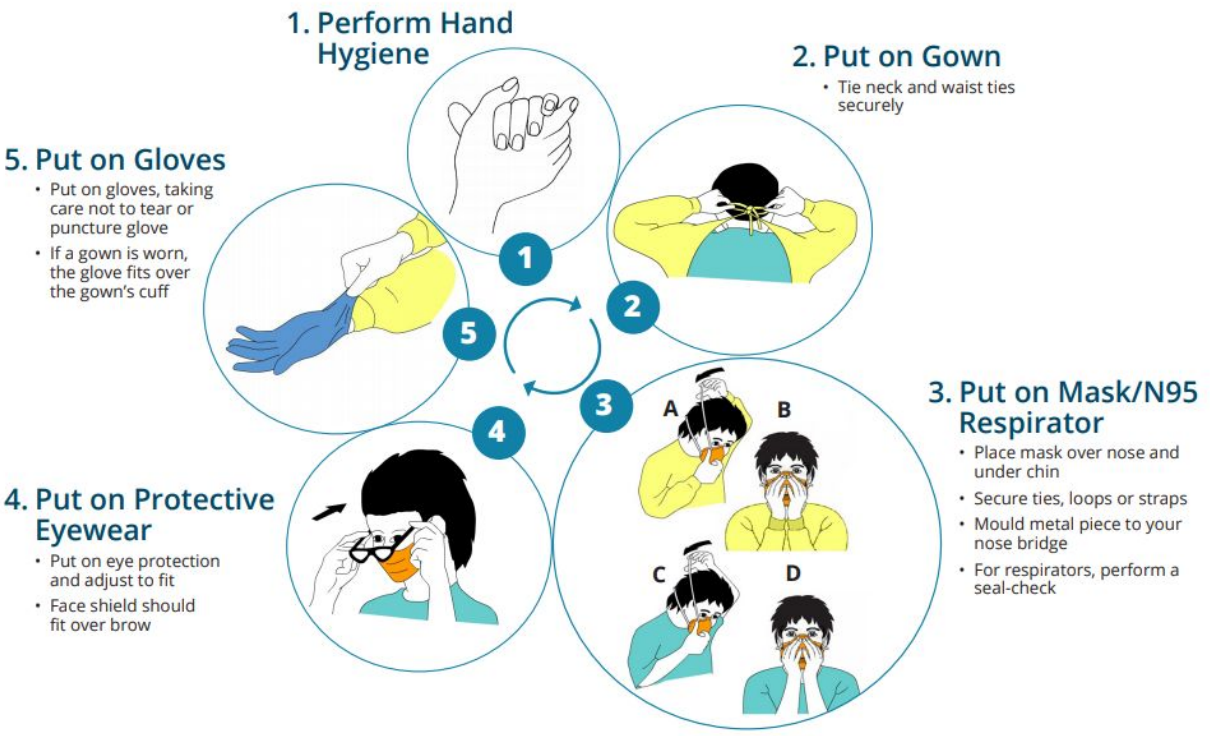 1. Perform Hand
Hygiene
2. Put on Gown
• Tie neck and waist ties
securely
3. Put on Mask/N95
Respirator
• Place mask over nose and
under chin
• Secure ties, loops or straps
• Mould metal piece to your
nose bridge
• For respirators, perform a
seal-check
4. Put on Protective
Eyewear
• Put on eye protection
and adjust to fit
• Face shield should
fit over brow
5. Put on Gloves
• Put on gloves, taking
care not to tear or
puncture glove
• If a gown is worn,
the glove fits over
the gown's cuff
1
2
3
4
5
A
B
C
D